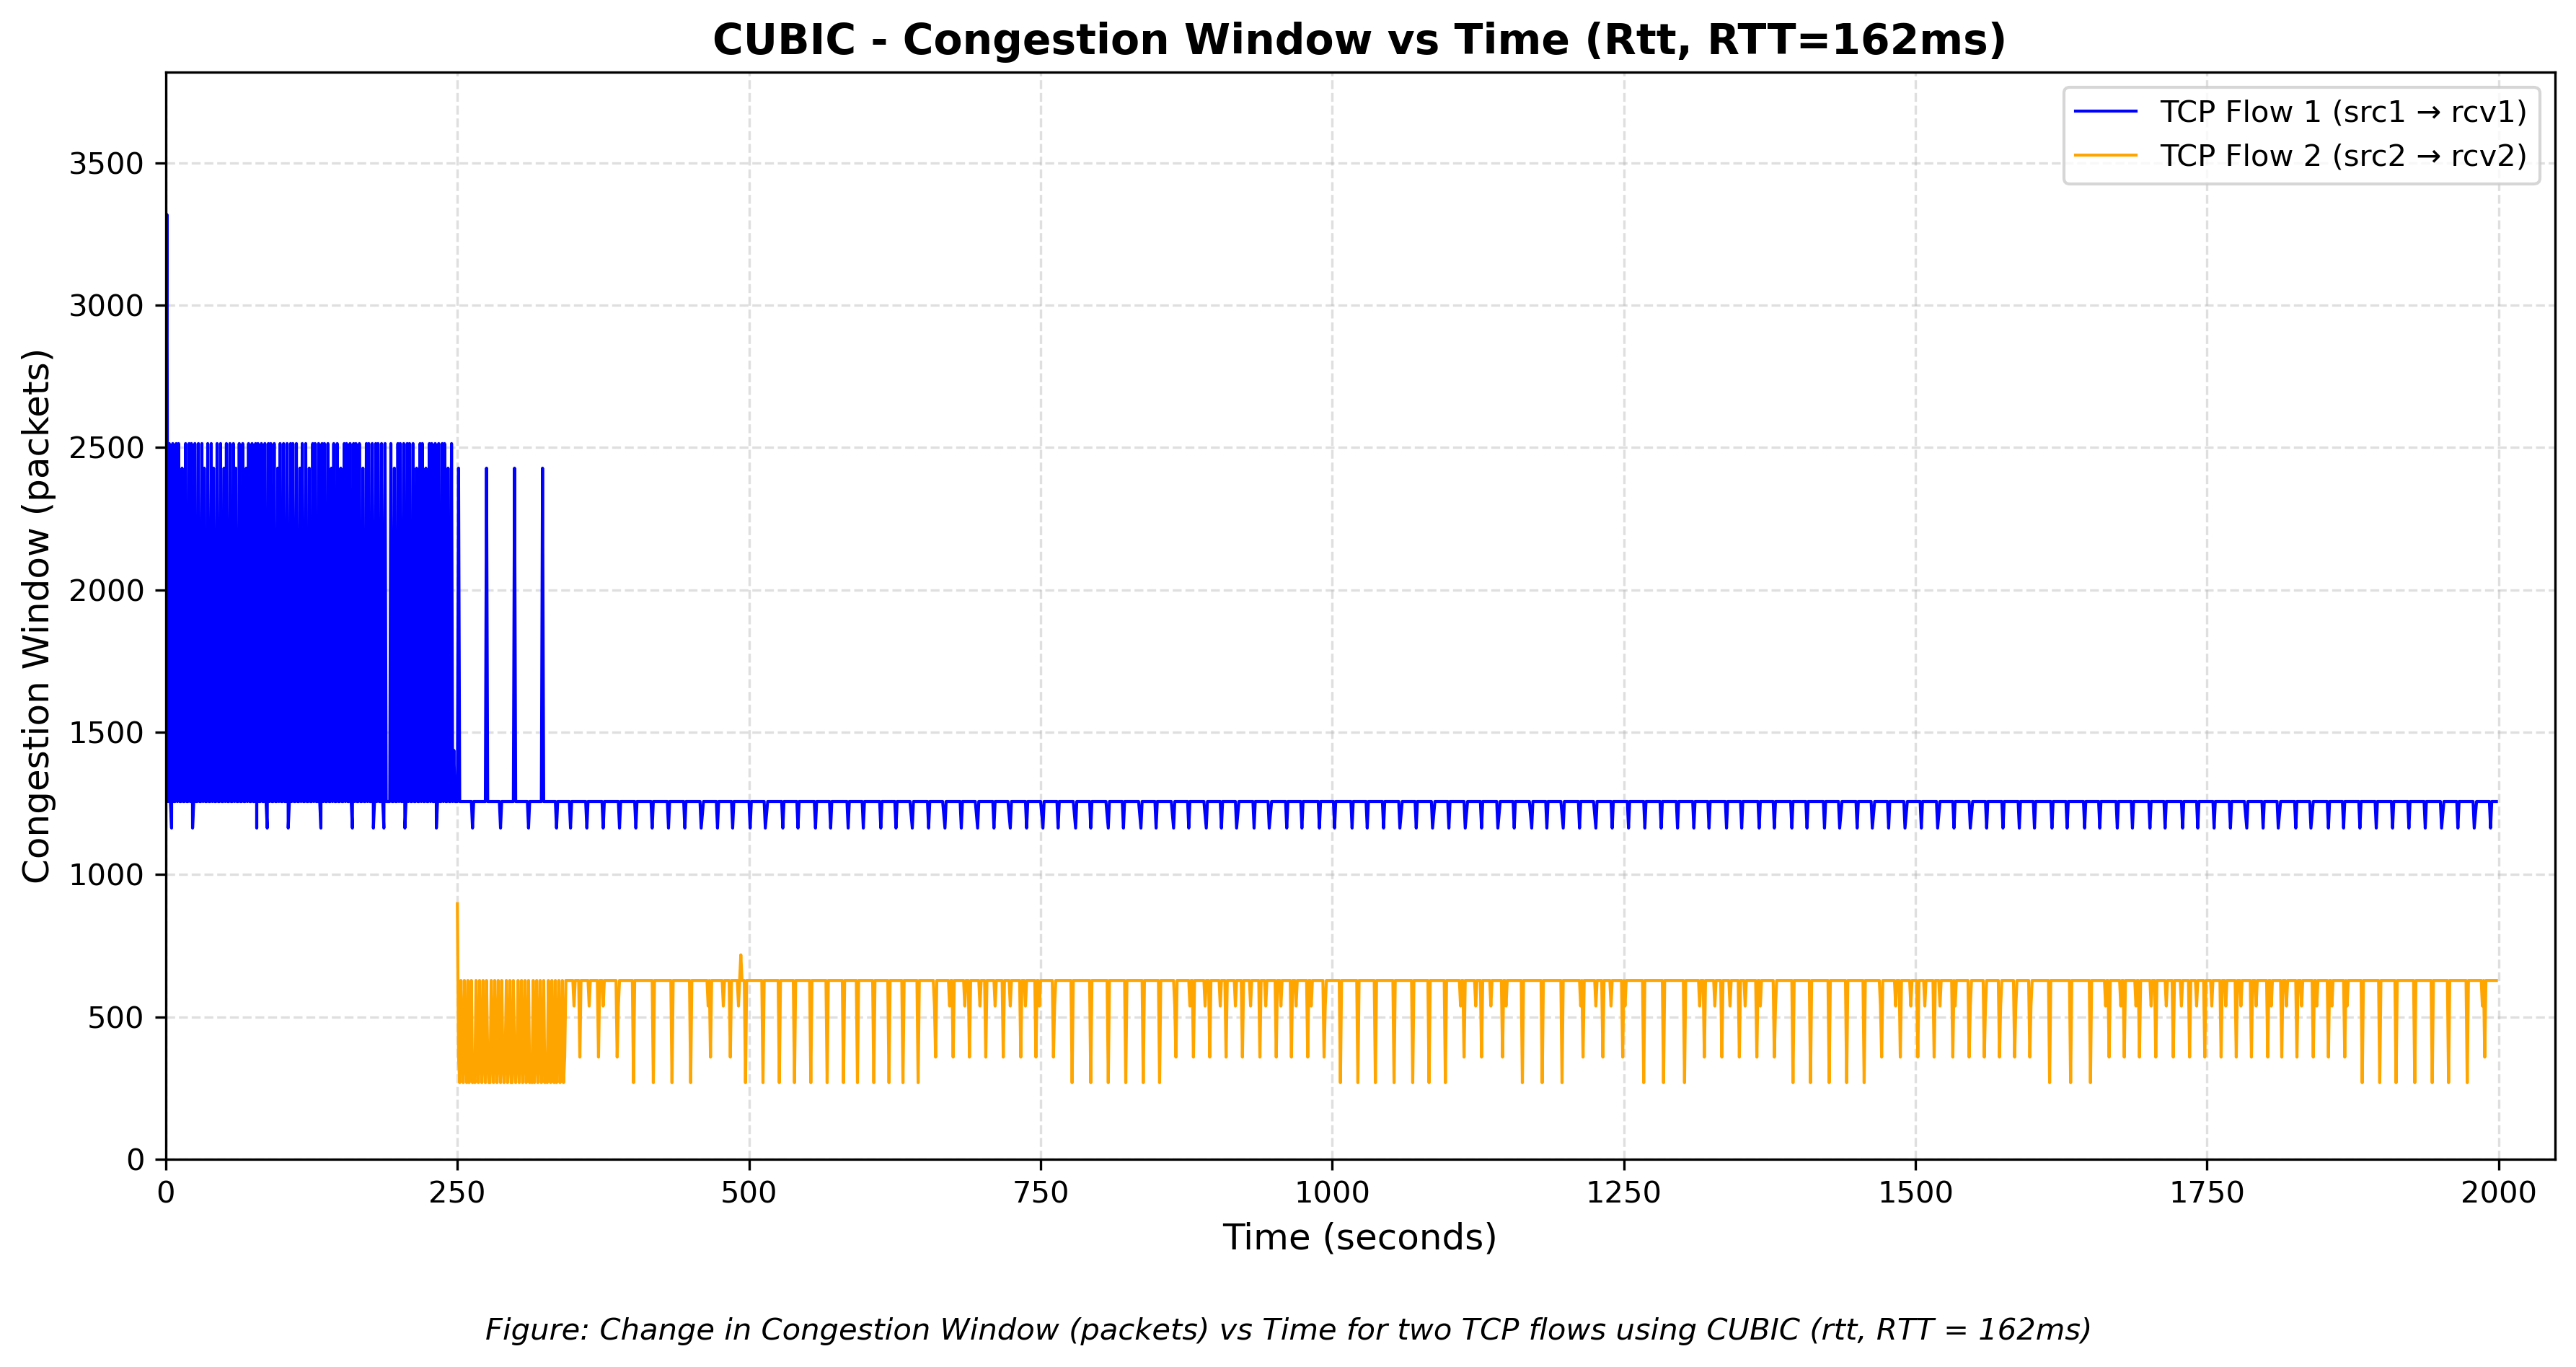 CUBIC - Congestion Window vs Time (Rtt, RTT=162ms)
TCP Flow 1 (src1 → rcv1)
TCP Flow 2 (src2 → rcv2)
Congestion Window (packets)
3500
3000
2500
2000
1500
1000
500
0
0 250 500 750 1000 1250 1500 1750 2000
Time (seconds)
Figure: Change in Congestion Window (packets) vs Time for two TCP flows using CUBIC (rtt, RTT = 162ms)